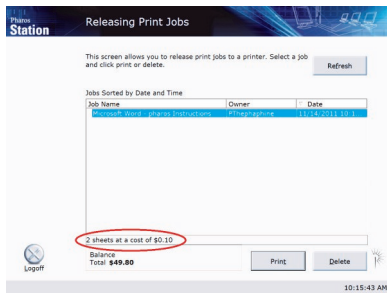 Pharos
Station
Releasing Print Jobs
This screen allows you to release print jobs to a printer. Select a job
and click print or delete.
Refresh
Jobs Sorted by Date and Time
Job Name Owner Date
Microsoft Word - pharos Instructions PThephaphine 11/14/2011 10:1
2 sheets at a cost of $0.10
Balance
Total $49.80
Print
Delete
Logoff
10:15:43 AM